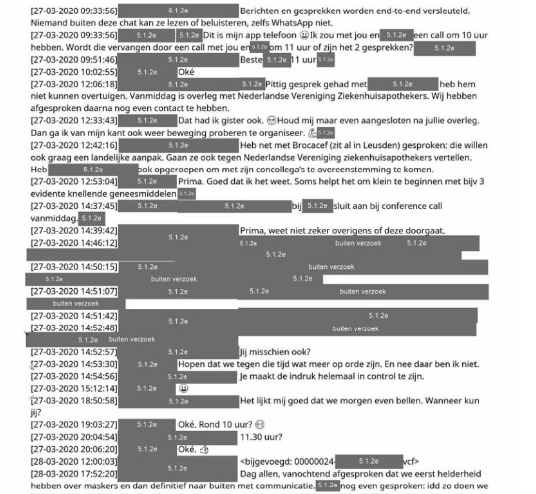 [27-03-2020 09:33:56] 5.1.2e Berichten en gesprekken worden end-to-end versleuteld.
Niemand buiten deze chat kan ze lezen of beluisteren, zelfs WhatsApp niet.
[27-03-2020 09:33:56] 5.1.2e 5.1.2e Dit is mijn app telefoon 😀 Ik zou met jou en 5.1.2e een call om 10 uur
hebben. Wordt die vervangen door een call met jou en 5.1.2e om 11 uur of zijn het 2 gesprekken? 5.1.2e
[27-03-2020 09:51:46] 5.1.2e Beste 5.1.2e 11 uur 5.1.2e
[27-03-2020 10:02:55] 5.1.2e Oké
[27-03-2020 12:06:18] 5.1.2e 5.1.2e Pittig gesprek gehad met 5.1.2e heb hem
niet kunnen overtuigen. Vanmiddag is overleg met Nederlandse Vereniging Ziekenhuisapothekers. Wij hebben
afgesproken daarna nog even contact te hebben.
[27-03-2020 12:33:43] 5.1.2e Dat had ik gister ook. Houd mij maar even aangesloten na jullie overleg.
Dan ga ik van mijn kant ook weer beweging proberen te organiseer. 💪 5.1.2e
[27-03-2020 12:42:16] 5.1.2e Heb net met Brocacef (zit al in Leusden) gesproken: die willen
ook graag een landelijke aanpak. Gaan ze ook tegen Nederlandse Vereniging ziekenhuisapothekers vertellen.
Heb 5.1.2e ook opgeroepen om met zijn concollega's te overeenstemming te komen.
[27-03-2020 12:53:04] 5.1.2e Prima. Goed dat ik het weet. Soms helpt het om klein te beginnen met bijv 3
evidente knellende geneesmiddelen 5.1.2e
[27-03-2020 14:37:45] 5.1.2e 5.1.2e bij 5.1.2e sluit aan bij conference call
vanmiddag. 5.1.2e
[27-03-2020 14:39:42] 5.1.2e Prima, weet niet zeker overigens of deze doorgaat.
[27-03-2020 14:46:12] 5.1.2e buiten verzoek 5.1.2e
5.1.2e
[27-03-2020 14:50:15] 5.1.2e buiten verzoek
5.1.2e buiten verzoek 5.1.2e
[27-03-2020 14:51:07] 5.1.2e 5.1.2e buiten verzoek
buiten verzoek
[27-03-2020 14:51:42] 5.1.2e 5.1.2e
[27-03-2020 14:52:48] buiten verzoek
5.1.2e buiten verzoek
[27-03-2020 14:52:57] 5.1.2e Jij misschien ook?
[27-03-2020 14:53:30] 5.1.2e Hopen dat we tegen die tijd wat meer op orde zijn. En nee daar ben ik niet.
[27-03-2020 14:54:56] 5.1.2e Je maakt de indruk helemaal in control te zijn.
[27-03-2020 15:12:14] 5.1.2e 😀
[27-03-2020 18:50:58] 5.1.2e Het lijkt mij goed dat we morgen even bellen. Wanneer kun
jij?
[27-03-2020 19:03:27] 5.1.2e Oké. Rond 10 uur?
[27-03-2020 20:04:54] 5.1.2e 11.30 uur?
[27-03-2020 20:06:20] 5.1.2e Oké. 👍
[28-03-2020 12:00:03] 5.1.2e <bijgevoegd: 00000024- 5.1.2e vcf>
[28-03-2020 17:52:20] 5.1.2e Dag allen, vanochtend afgesproken dat we eerst helderheid
hebben over maskers en dan definitief naar buiten met communicatie. 5.1.2e nog even gesproken: idd zo doen we